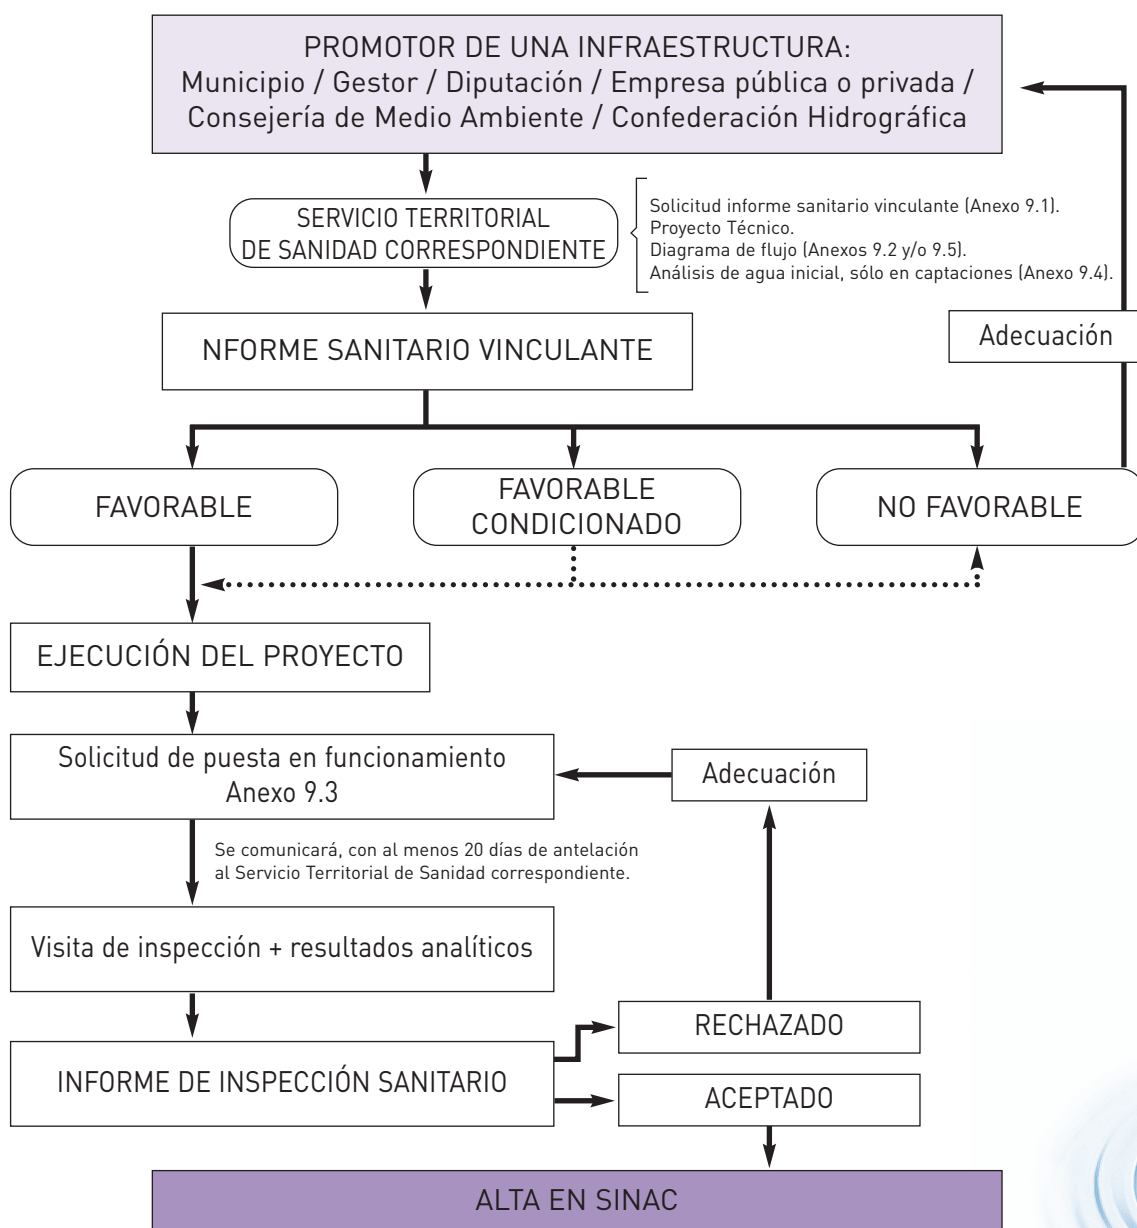 PROMOTOR DE UNA INFRAESTRUCTURA:
Municipio / Gestor / Diputación / Empresa pública o privada /
Consejería de Medio Ambiente / Confederación Hidrográfica
SERVICIO TERRITORIAL
DE SANIDAD CORRESPONDIENTE
Solicitud informe sanitario vinculante (Anexo 9.1).
Proyecto Técnico.
Diagrama de flujo (Anexos 9.2 y/o 9.5).
Análisis de agua inicial, sólo en captaciones (Anexo 9.4).
Adecuación
NFORME SANITARIO VINCULANTE
FAVORABLE
FAVORABLE
CONDICIONADO
NO FAVORABLE
EJECUCIÓN DEL PROYECTO
Solicitud de puesta en funcionamiento
Anexo 9.3
Adecuación
Se comunicará, con al menos 20 días de antelación
al Servicio Territorial de Sanidad correspondiente.
Visita de inspección + resultados analíticos
RECHAZADO
INFORME DE INSPECCIÓN SANITARIO
ACEPTADO
ALTA EN SINAC